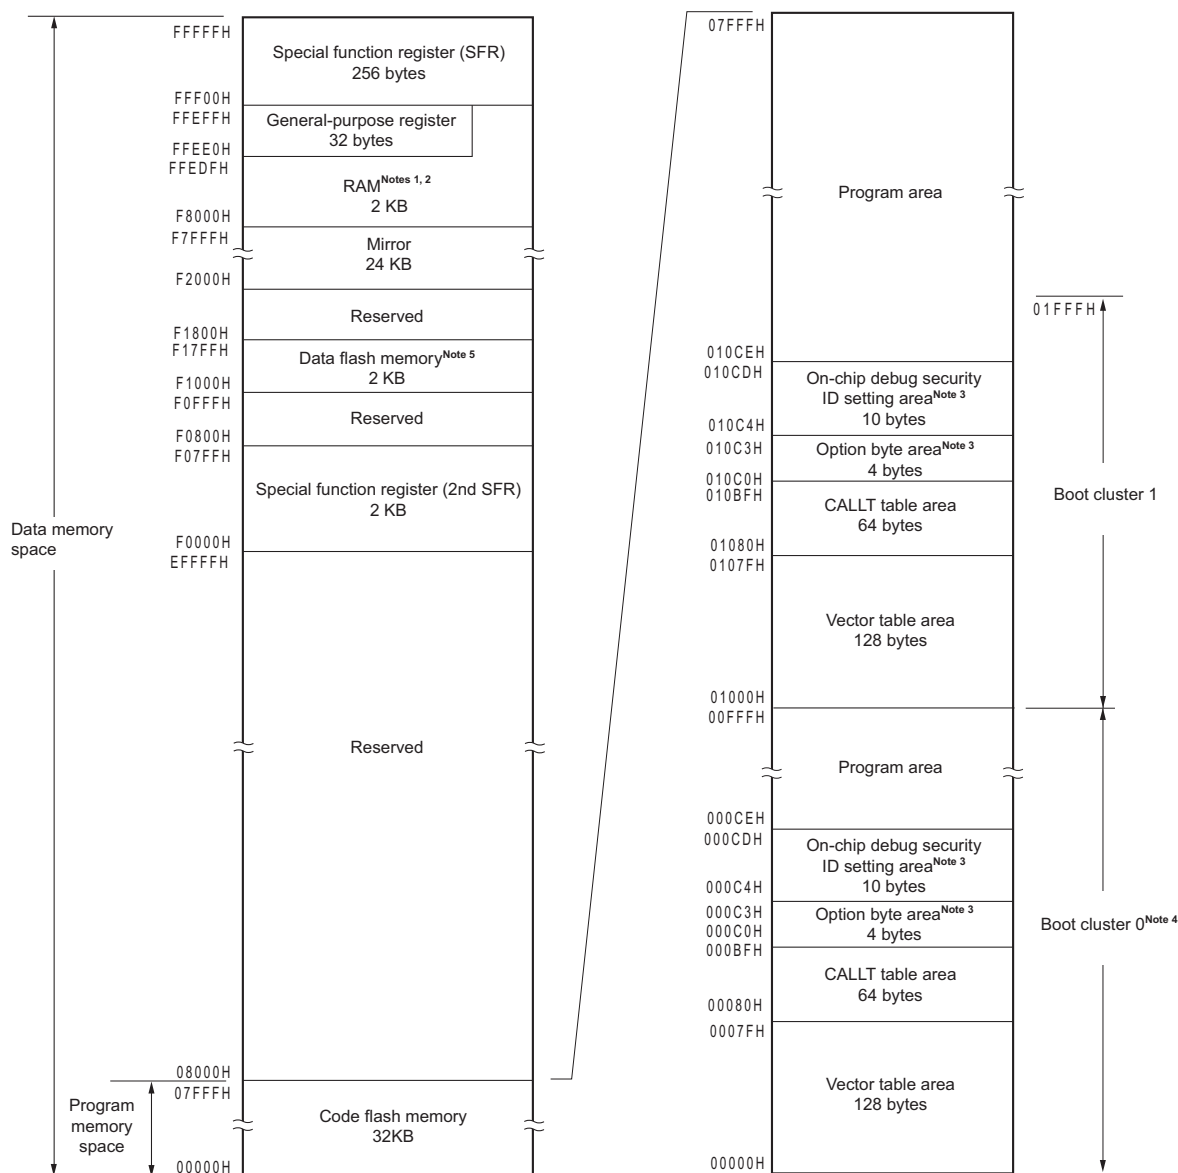 FFFFFH
Special function register (SFR)
256 bytes
FFF00H
FFEFFH
General-purpose register
32 bytes
FFEE0H
FFEDFH
RAMNotes 1, 2
2 KB
F8000H
F7FFFH
Mirror
24 KB
F2000H
Reserved
F1800H
F17FFH
Data flash memoryNote 5
2 KB
F1000H
F0FFFH
Reserved
F0800H
F07FFH
Special function register (2nd SFR)
2 KB
F0000H
EFFFFH
Data memory
space
Reserved
08000H
07FFFH
Program
memory
space
Code flash memory
32KB
00000H
07FFFH
Program area
01FFFH
010CEH
010CDH
On-chip debug security
ID setting areaNote 3
10 bytes
010C4H
010C3H
Option byte areaNote 3
4 bytes
010C0H
010BFH
CALLT table area
64 bytes
Boot cluster 1
01080H
0107FH
Vector table area
128 bytes
01000H
00FFFH
Program area
000CEH
000CDH
On-chip debug security
ID setting areaNote 3
10 bytes
000C4H
000C3H
Option byte areaNote 3
4 bytes
000C0H
Boot cluster 0Note 4
000BFH
CALLT table area
64 bytes
00080H
0007FH
Vector table area
128 bytes
00000H